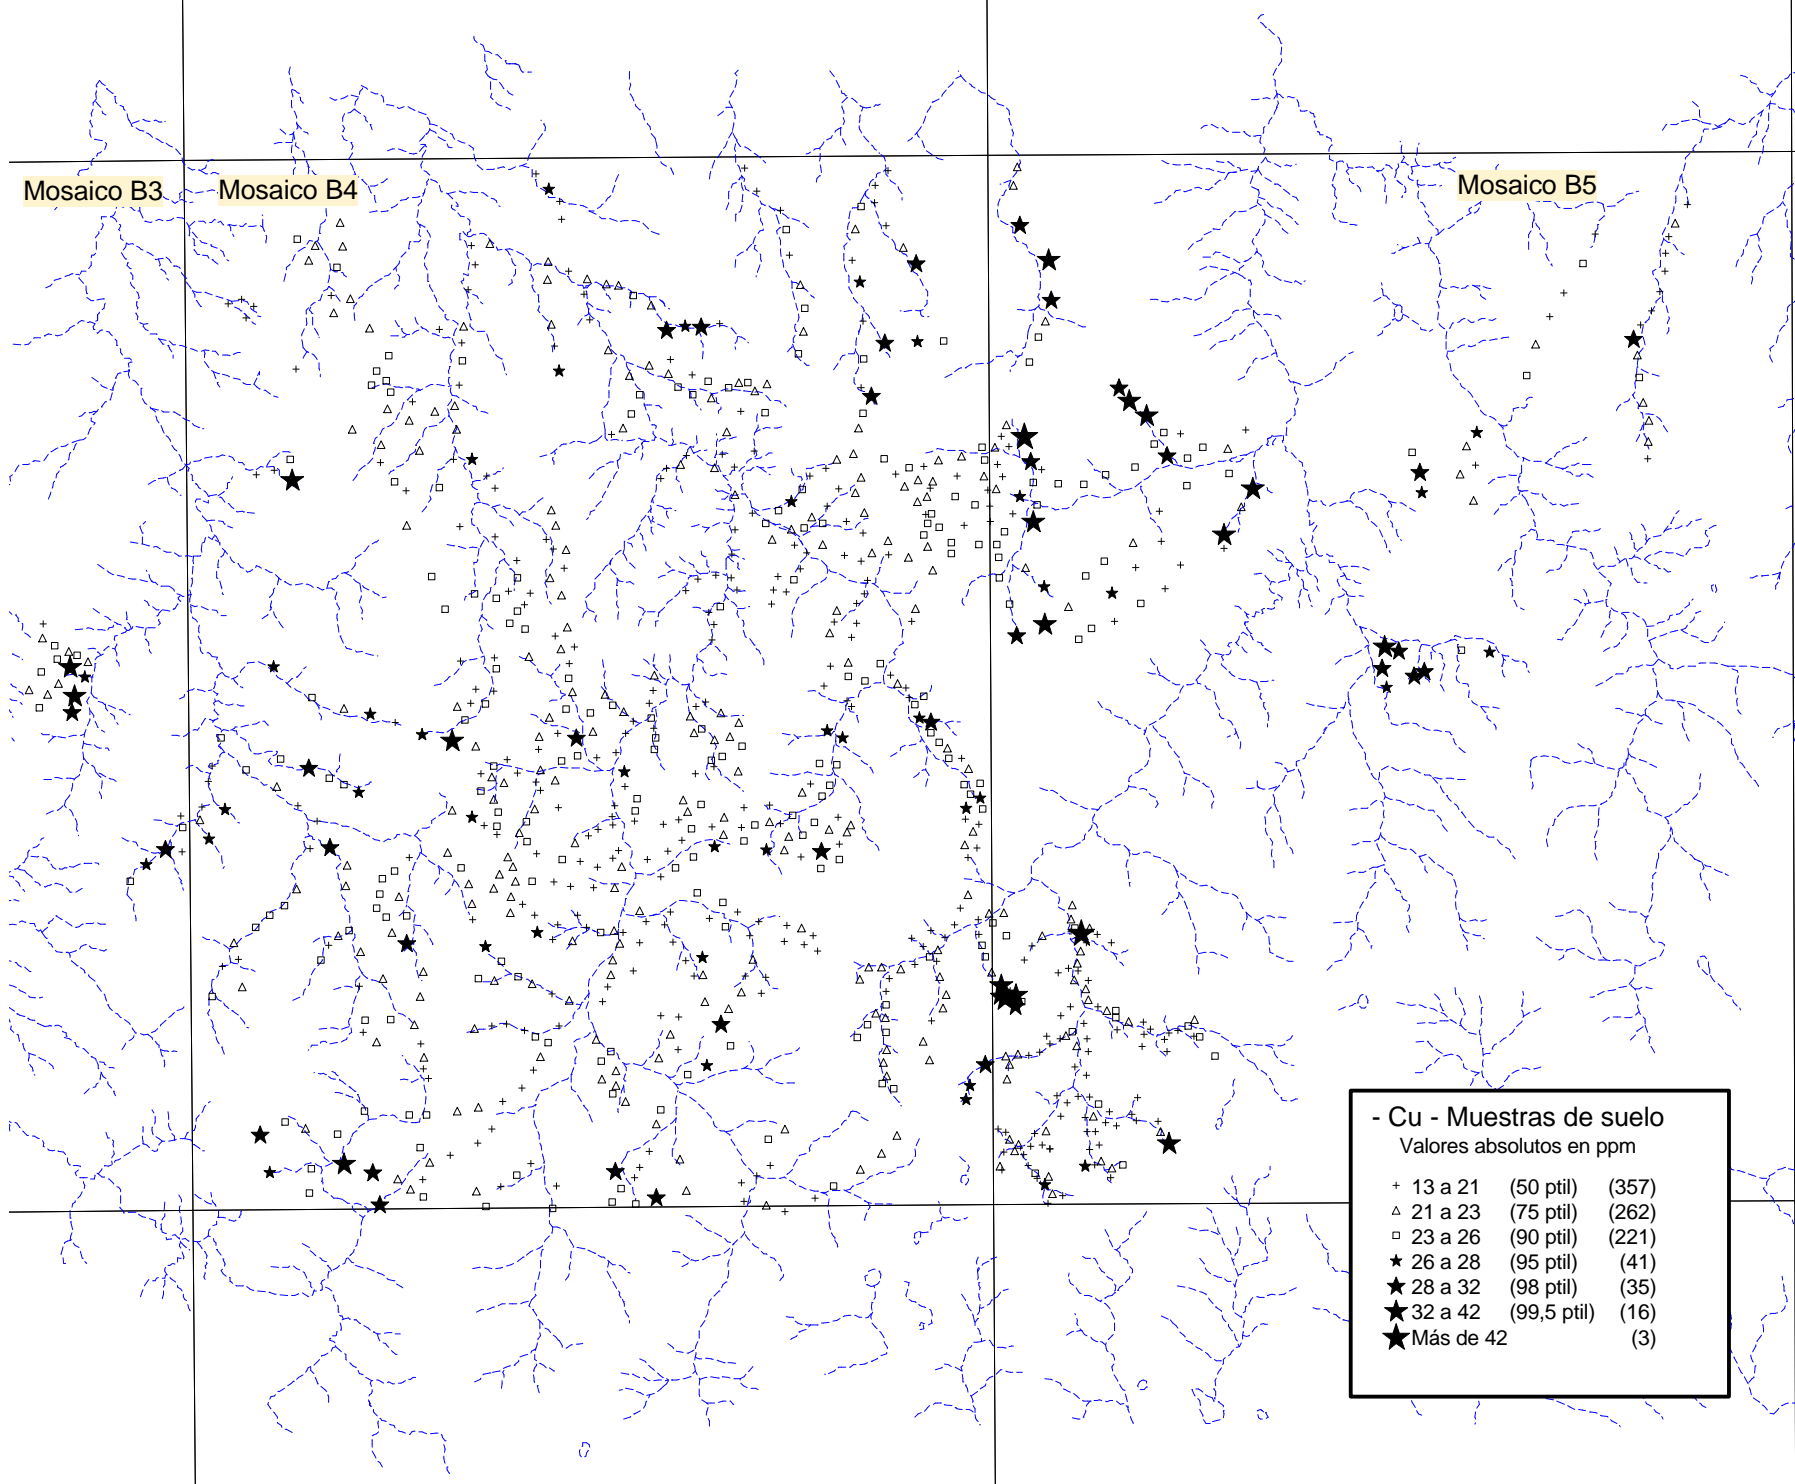 Mosaico B3
Mosaico B4
Mosaico B5
- Cu - Muestras de suelo
Valores absolutos en ppm
13 a 21 (50 ptil) (357)
21 a 23 (75 ptil) (262)
23 a 26 (90 ptil) (221)
26 a 28 (95 ptil) (41)
28 a 32 (98 ptil) (35)
32 a 42 (99,5 ptil) (16)
Más de 42 (3)